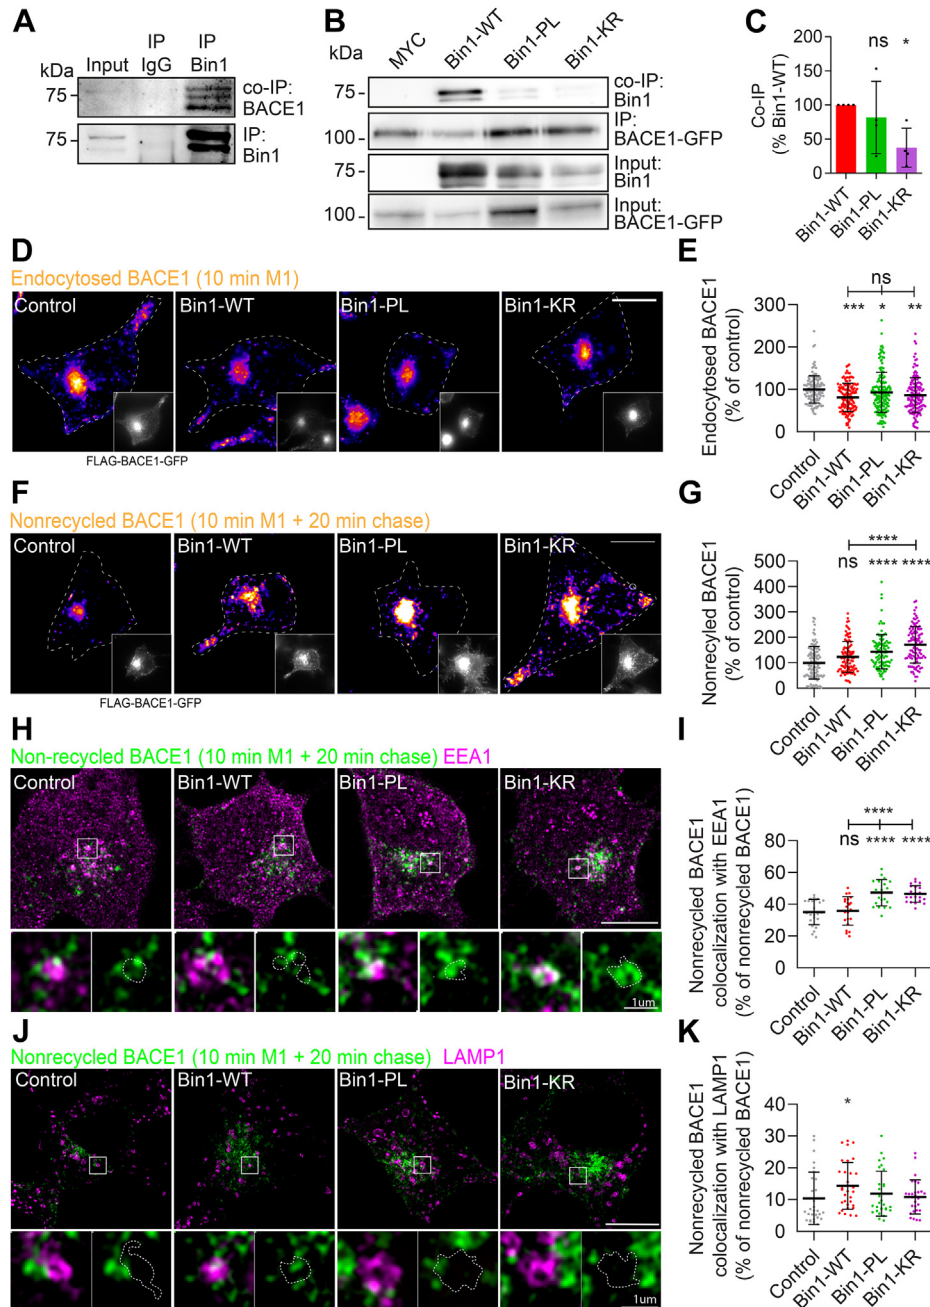 A
IP IP
Input IgG Bin1
kDa
75
co-IP:
BACE1
75
IP:
Bin1
B
kDa
MYC
Bin1-WT
Bin1-PL
Bin1-KR
75
co-IP:
Bin1
100
IP:
BACE1-GFP
75
Input:
Bin1
100
Input:
BACE1-GFP
C
Co-IP
(% Bin1-WT)
200
150
100
50
0
ns
*
Bin1-WT
Bin1-PL
Bin1-KR
D
Endocytosed BACE1 (10 min M1)
Control
Bin1-WT
Bin1-PL
Bin1-KR
FLAG-BACE1-GFP
E
Endocytosed BACE1
(% of control)
300
200
100
0
ns
*** * **
Control
Bin1-WT
Bin1-PL
Bin1-KR
F
Nonrecycled BACE1 (10 min M1 + 20 min chase)
Control
Bin1-WT
Bin1-PL
Bin1-KR
FLAG-BACE1-GFP
G
Nonrecyled BACE1
(% of control)
500
400
300
200
100
0
****
ns **** ****
Control
Bin1-WT
Bin1-PL
Binn1-KR
H
Non-recycled BACE1 (10 min M1 + 20 min chase) EEA1
Control
Bin1-WT
Bin1-PL
Bin1-KR
1um
I
Nonrecycled BACE1
colocalization with EEA1
(% of nonrecycled BACE1)
80
60
40
20
0
****
ns **** ****
Control
Bin1-WT
Bin1-PL
Bin1-KR
J
Nonrecycled BACE1 (10 min M1 + 20 min chase) LAMP1
Control
Bin1-WT
Bin1-PL
Bin1-KR
1um
K
Nonrecycled BACE1
colocalization with LAMP1
(% of nonrecycled BACE1)
40
30
20
10
0
*
Control
Bin1-WT
Bin1-PL
Bin1-KR